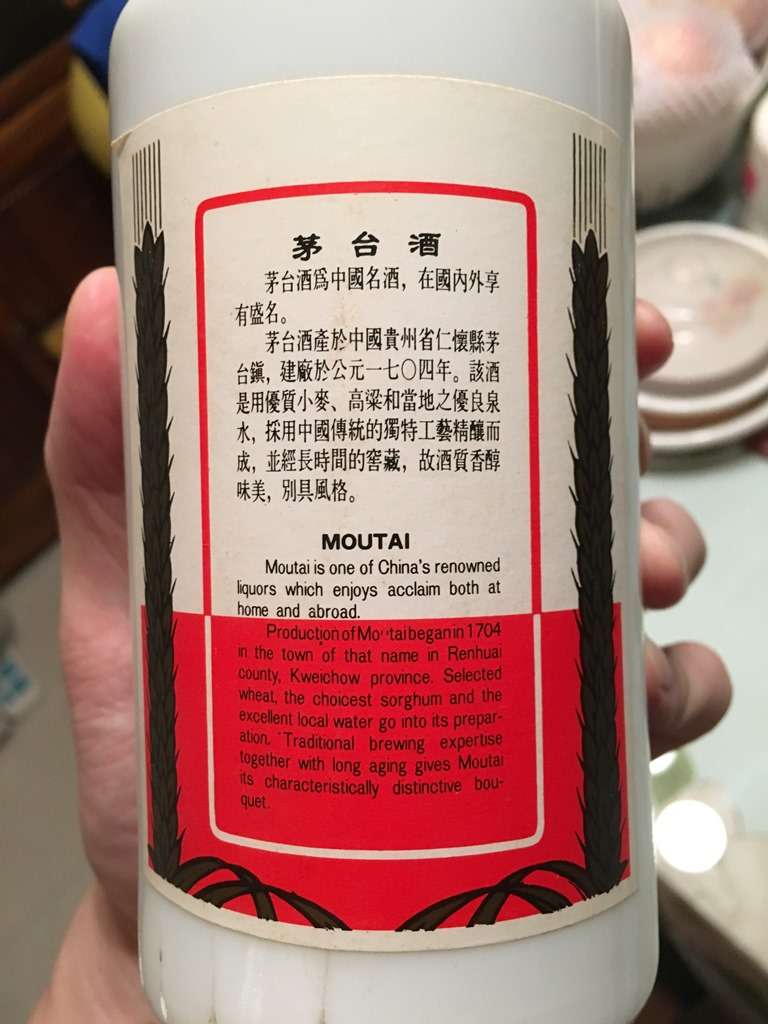 茅台酒
茅台酒爲中國名酒，在國內外享
有盛名。
茅台酒產於中國貴州省仁懷縣茅
台鎭，建廠於公元一七〇四年。該酒
是用優質小麥、高粱和當地之優良泉
水，採用中國傳統的獨特工藝精釀而
成，並經長時間的窖藏，故酒質香醇
味美，別具風格。
MOUTAI
Moutai is one of China's renowned
liquors which enjoys acclaim both at
home and abroad.
Production of Moutai began in 1704
in the town of that name in Renhuai
county, Kweichow province. Selected
wheat, the choicest sorghum and the
excellent local water go into its prepar-
ation. Traditional brewing expertise
together with long aging gives Moutai
its characteristically distinctive bou-
quet.